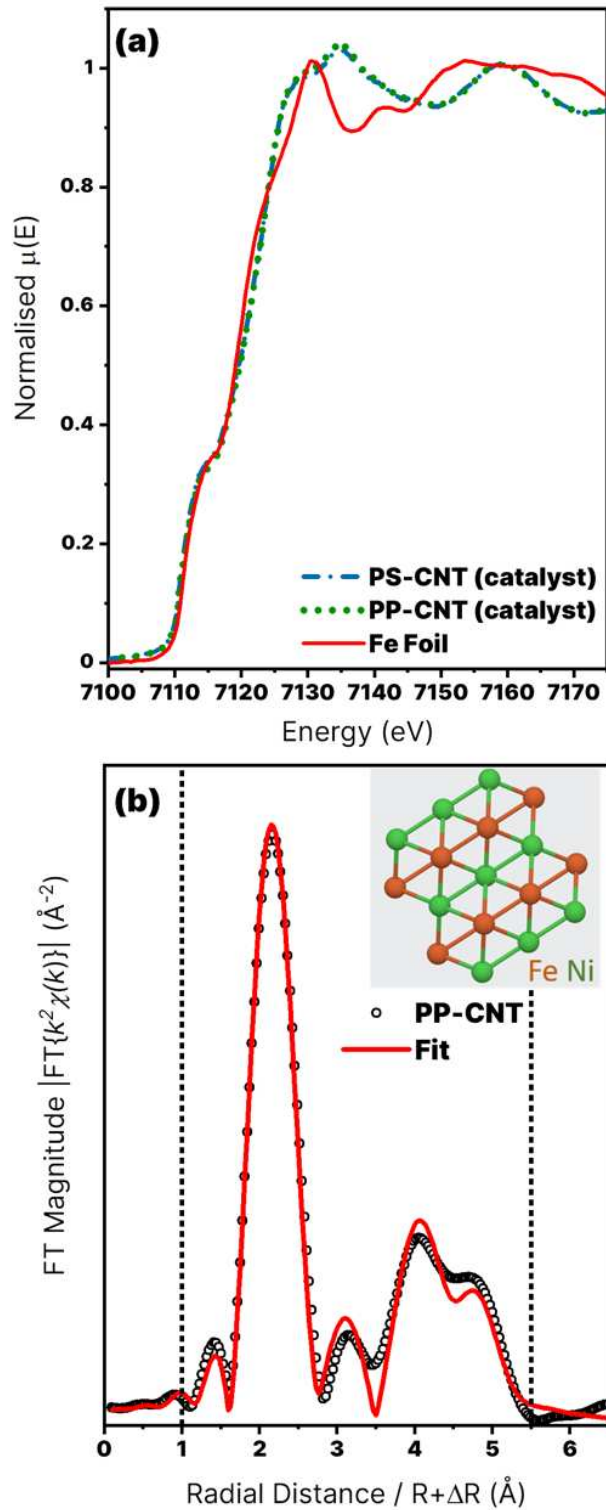 (a)
1
0.8
0.6
0.4
0.2
0
Normalised μ(E)
PS-CNT (catalyst)
PP-CNT (catalyst)
Fe Foil
7100 7110 7120 7130 7140 7150 7160 7170
Energy (eV)
(b)
Fe Ni
PP-CNT
Fit
FT Magnitude |FT{k²χ(k)}| (Å⁻²)
0 1 2 3 4 5 6
Radial Distance / R+ΔR (Å)